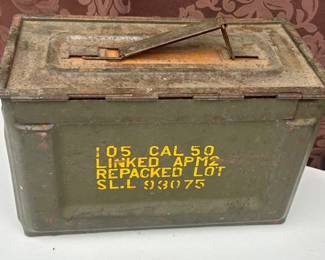 105 CAL 50
LINKED APM2
REPACKED LOT
SL.L 93075